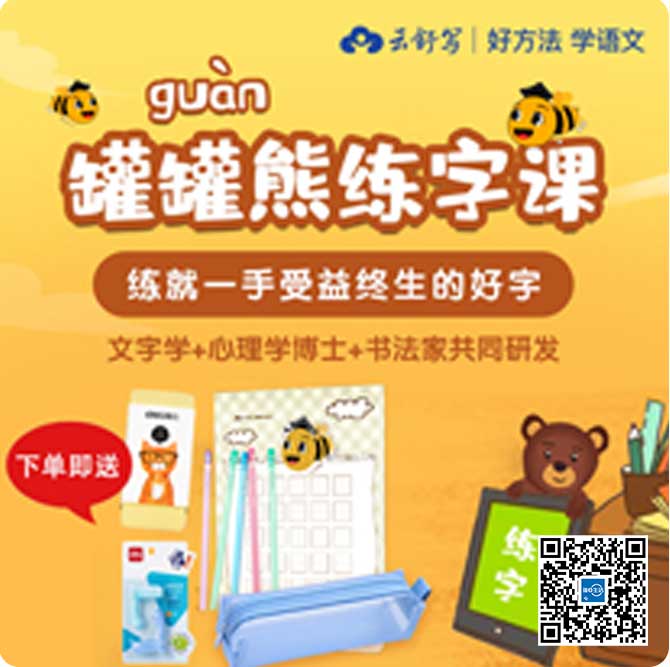 云舒写|好方法 学语文
guàn
罐罐熊练字课
练就一手受益终生的好字
文字学+心理学博士+书法家共同研发
下单即送
练
字